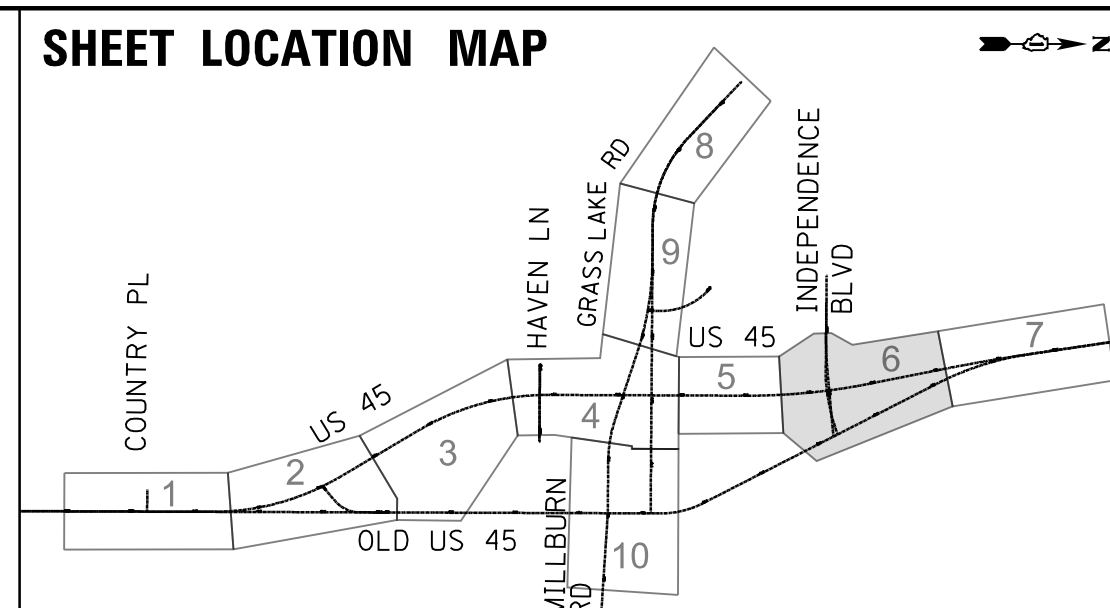 SHEET LOCATION MAP
N
8
GRASS LAKE RD
INDEPENDENCE
BLVD
HAVEN LN
9
COUNTRY PL
US 45
7
6
5
US 45
4
3
2
1
OLD US 45
MILLBURN
RD
10